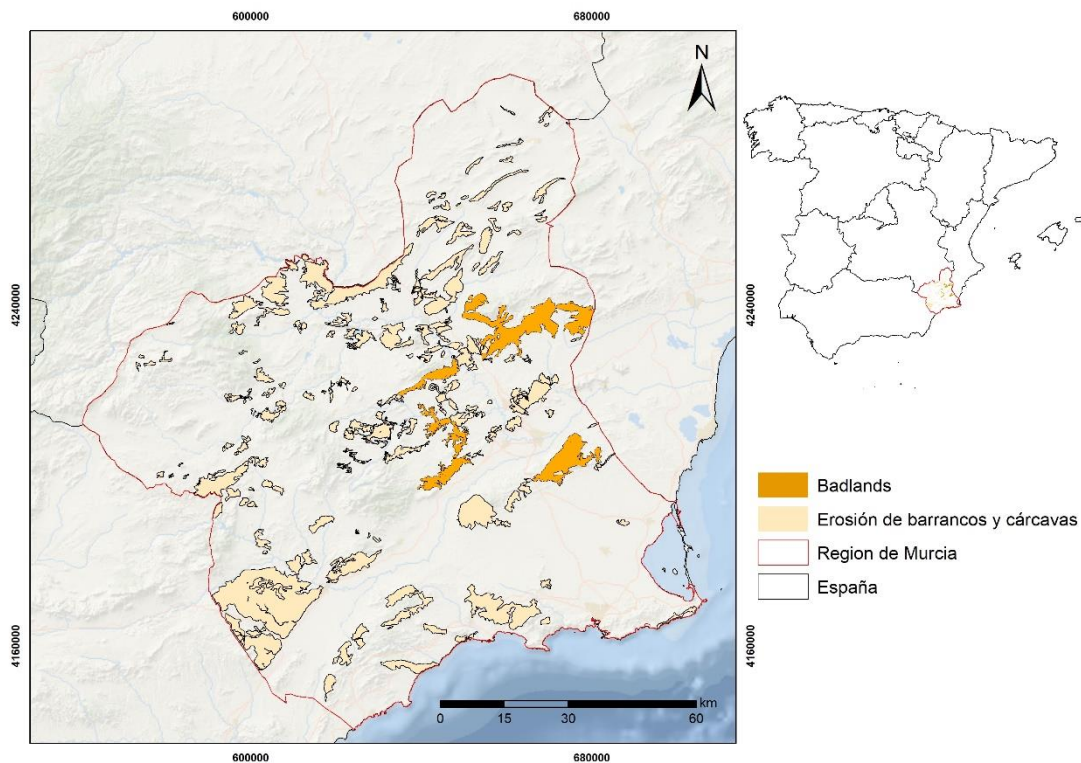 600000
680000
N
4240000
4240000
4160000
4160000
Badlands
Erosión de barrancos y cárcavas
Region de Murcia
España
km
0
15
30
60
600000
680000